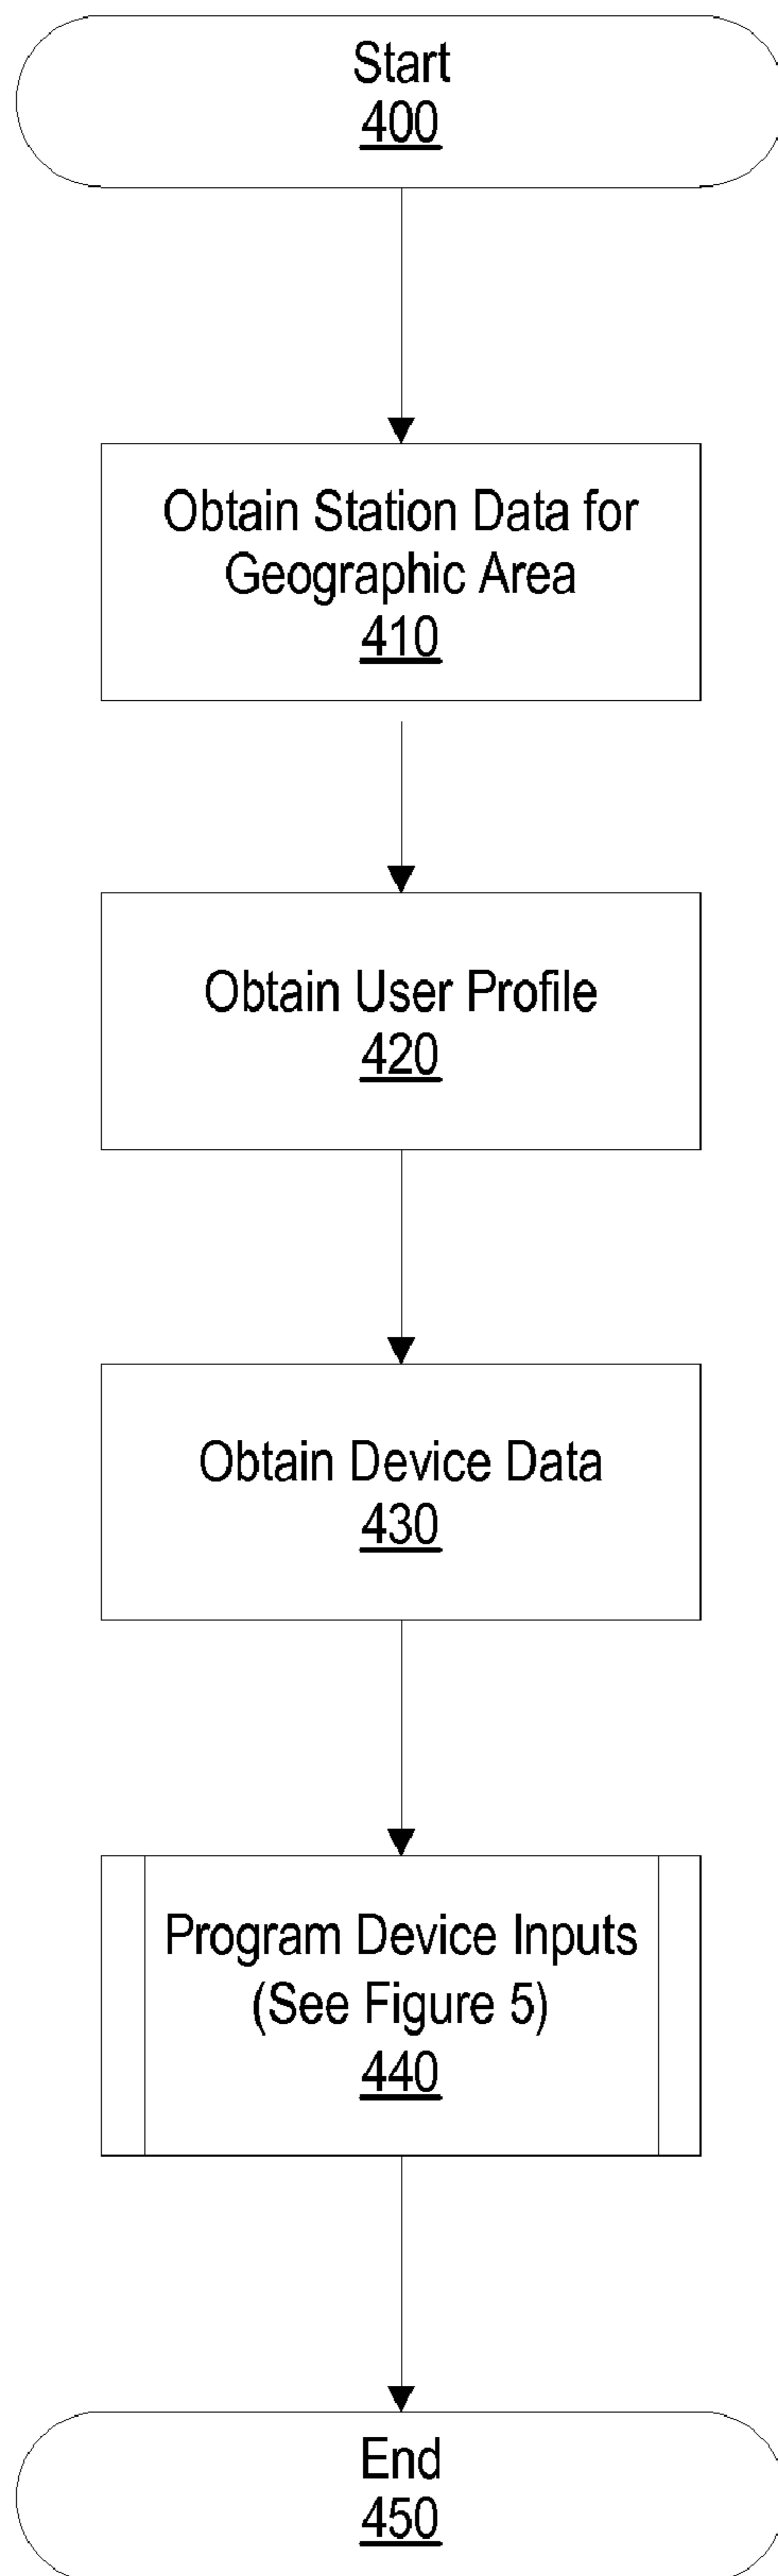 Start
400
Obtain Station Data for
Geographic Area
410
Obtain User Profile
420
Obtain Device Data
430
Program Device Inputs
(See Figure 5)
440
End
450